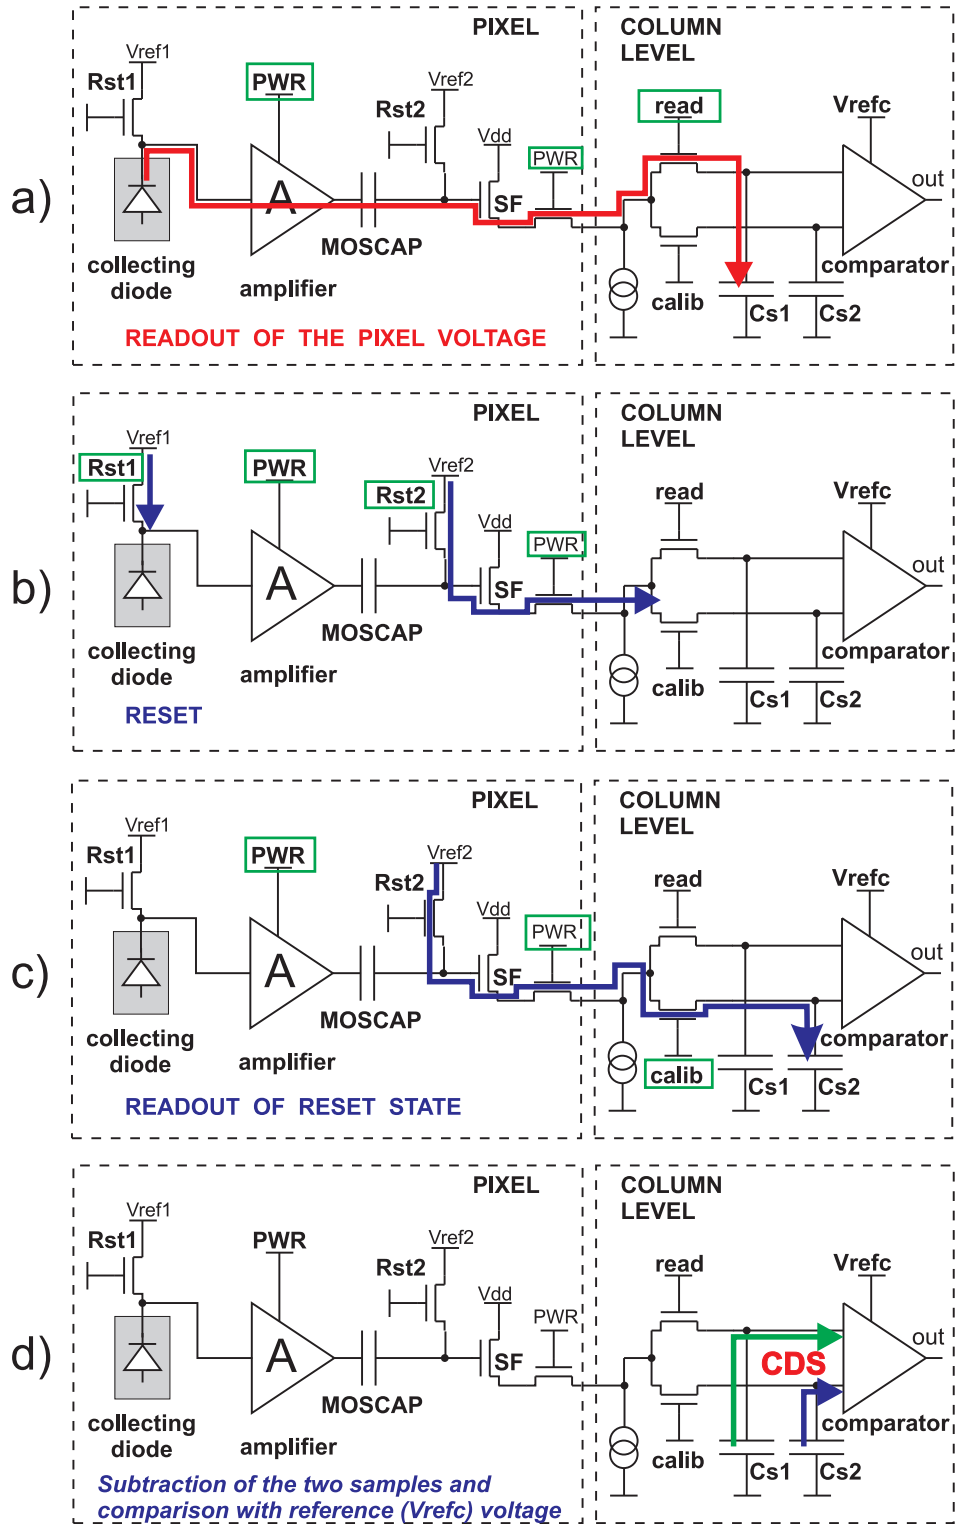 a)
PIXEL
COLUMN
LEVEL
Vref1
Rst1
PWR
Vref2
Rst2
read
Vrefc
Vdd
PWR
A
SF
out
MOSCAP
collecting
diode
amplifier
calib
comparator
Cs1
Cs2
READOUT OF THE PIXEL VOLTAGE
b)
PIXEL
COLUMN
LEVEL
Vref1
Rst1
PWR
Vref2
Rst2
read
Vrefc
Vdd
PWR
A
SF
out
MOSCAP
collecting
diode
amplifier
calib
comparator
Cs1
Cs2
RESET
c)
PIXEL
COLUMN
LEVEL
Vref1
Rst1
PWR
Vref2
Rst2
read
Vrefc
Vdd
PWR
A
SF
out
MOSCAP
collecting
diode
amplifier
calib
comparator
Cs1
Cs2
READOUT OF RESET STATE
d)
PIXEL
COLUMN
LEVEL
Vref1
Rst1
PWR
Vref2
Rst2
read
Vrefc
Vdd
PWR
A
SF
out
CDS
MOSCAP
collecting
diode
amplifier
calib
comparator
Cs1
Cs2
Subtraction of the two samples and
comparison with reference (Vrefc) voltage